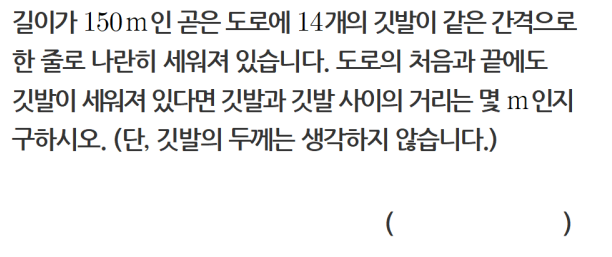 길이가 150 m인 곧은 도로에 14개의 깃발이 같은 간격으로
한 줄로 나란히 세워져 있습니다. 도로의 처음과 끝에도
깃발이 세워져 있다면 깃발과 깃발 사이의 거리는 몇 m인지
구하시오. (단, 깃발의 두께는 생각하지 않습니다.)
( )